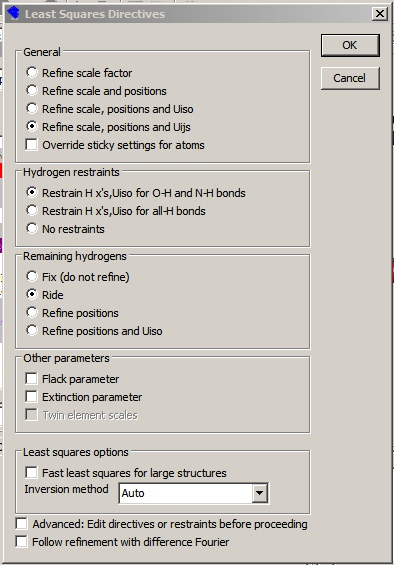 Least Squares Directives
OK
Cancel
General
Refine scale factor
Refine scale and positions
Refine scale, positions and Uiso
Refine scale, positions and Uijs
Override sticky settings for atoms
Hydrogen restraints
Restrain H x's,Uiso for O-H and N-H bonds
Restrain H x's,Uiso for all-H bonds
No restraints
Remaining hydrogens
Fix (do not refine)
Ride
Refine positions
Refine positions and Uiso
Other parameters
Flack parameter
Extinction parameter
Twin element scales
Least squares options
Fast least squares for large structures
Inversion method Auto
Advanced: Edit directives or restraints before proceeding
Follow refinement with difference Fourier